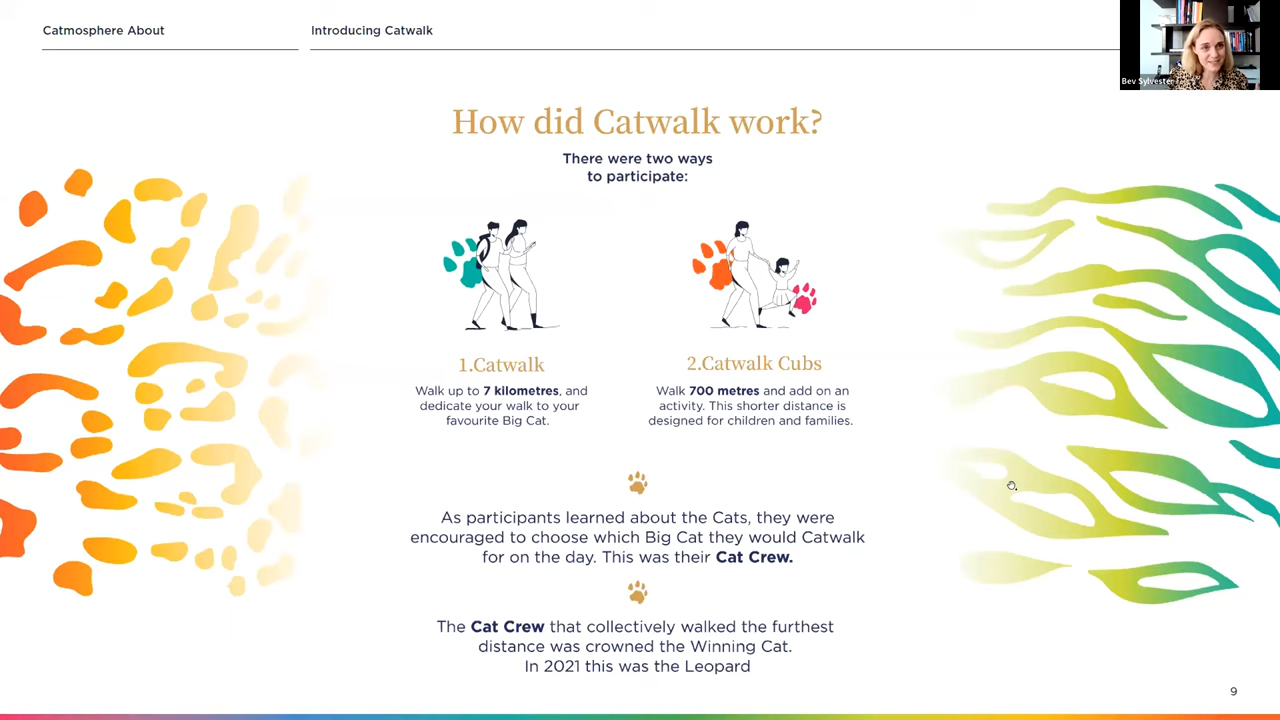 Catmosphere About
Introducing Catwalk
Bev Sylvester
How did Catwalk work?
There were two ways
to participate:
1.Catwalk
Walk up to 7 kilometres, and
dedicate your walk to your
favourite Big Cat.
2.Catwalk Cubs
Walk 700 metres and add on an
activity. This shorter distance is
designed for children and families.
As participants learned about the Cats, they were
encouraged to choose which Big Cat they would Catwalk
for on the day. This was their Cat Crew.
The Cat Crew that collectively walked the furthest
distance was crowned the Winning Cat.
In 2021 this was the Leopard
9